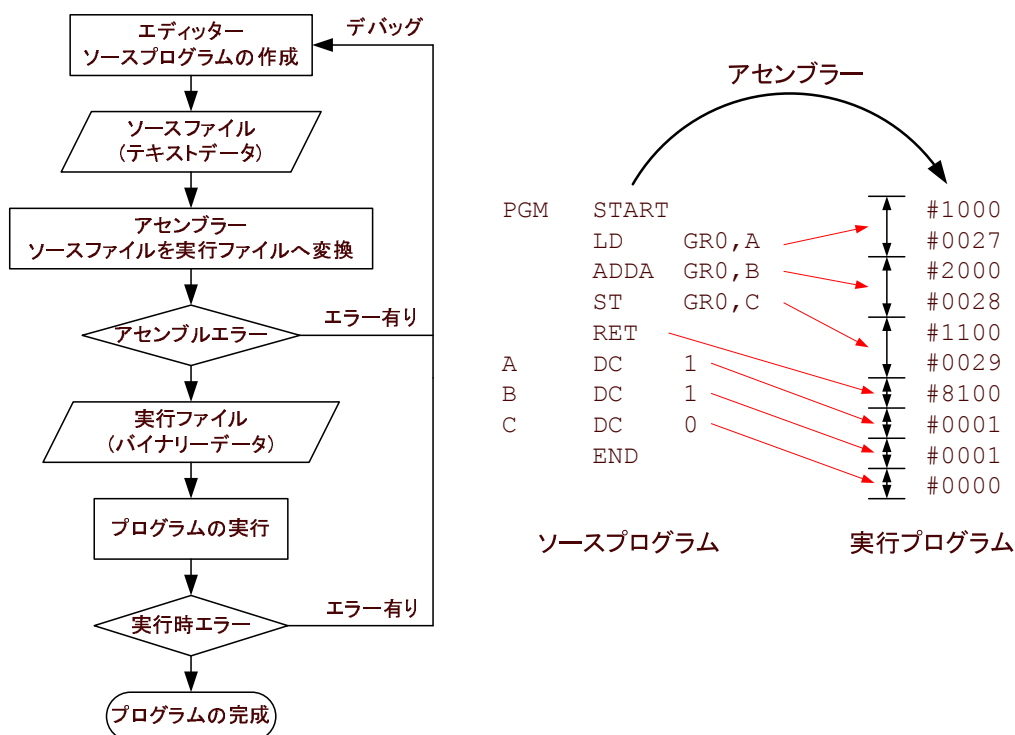 エディッター
ソースプログラムの作成
デバッグ
ソースファイル
(テキストデータ)
アセンブラー
ソースファイルを実行ファイルへ変換
アセンブルエラー
エラー有り
実行ファイル
(バイナリーデータ)
プログラムの実行
実行時エラー
エラー有り
プログラムの完成
アセンブラー
PGM START
LD GR0,A
ADDA GR0,B
ST GR0,C
RET
A DC 1
B DC 1
C DC 0
END
ソースプログラム
#1000
#0027
#2000
#0028
#1100
#0029
#8100
#0001
#0001
#0000
実行プログラム